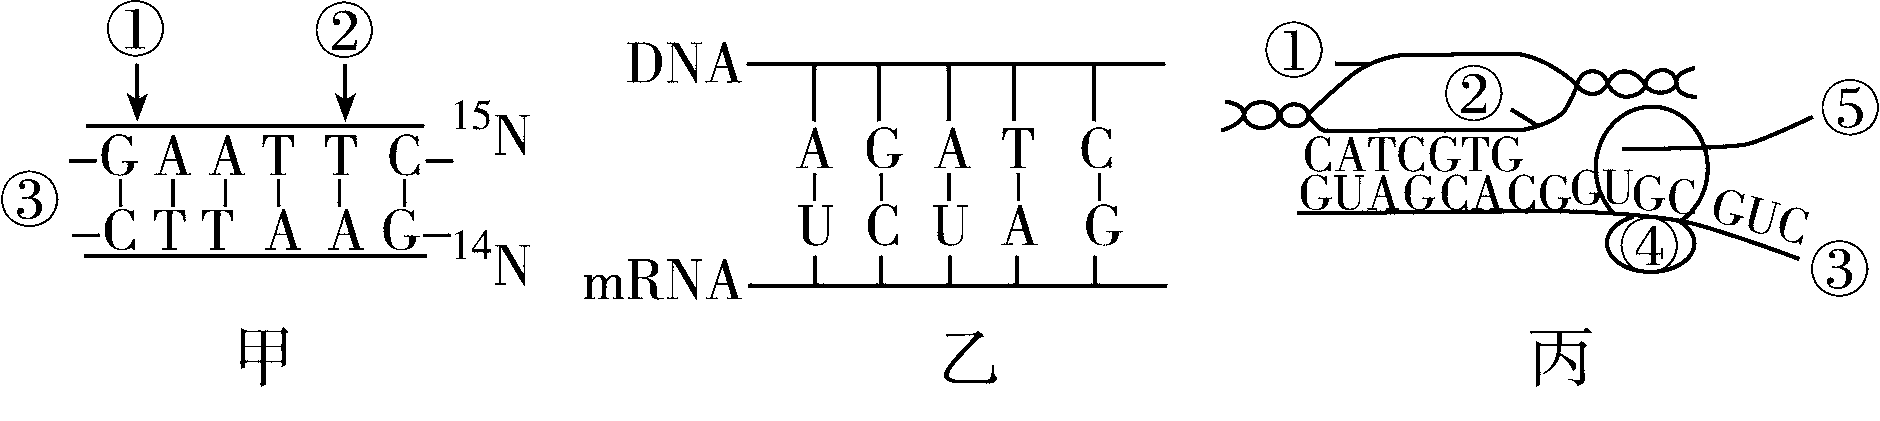 ① ②
–G A A T T C– ¹⁵N
③
–C T T A A G– ¹⁴N
甲
DNA
A G A T C
U C U A G
mRNA
乙
①
②
⑤
CATCGTG
GUAGCACGGUGC GUC
④
③
丙